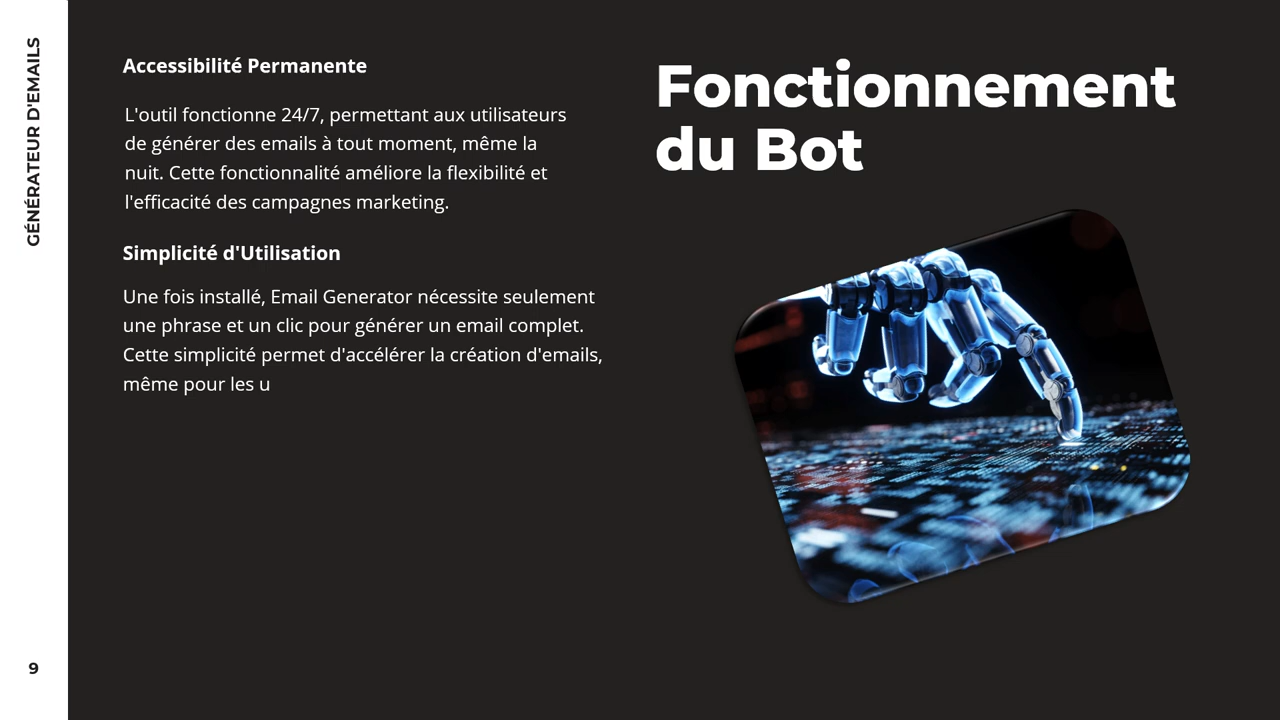 GÉNÉRATEUR D'EMAILS
Fonctionnement
du Bot
Accessibilité Permanente
L'outil fonctionne 24/7, permettant aux utilisateurs
de générer des emails à tout moment, même la
nuit. Cette fonctionnalité améliore la flexibilité et
l'efficacité des campagnes marketing.
Simplicité d'Utilisation
Une fois installé, Email Generator nécessite seulement
une phrase et un clic pour générer un email complet.
Cette simplicité permet d'accélérer la création d'emails,
même pour les u
9